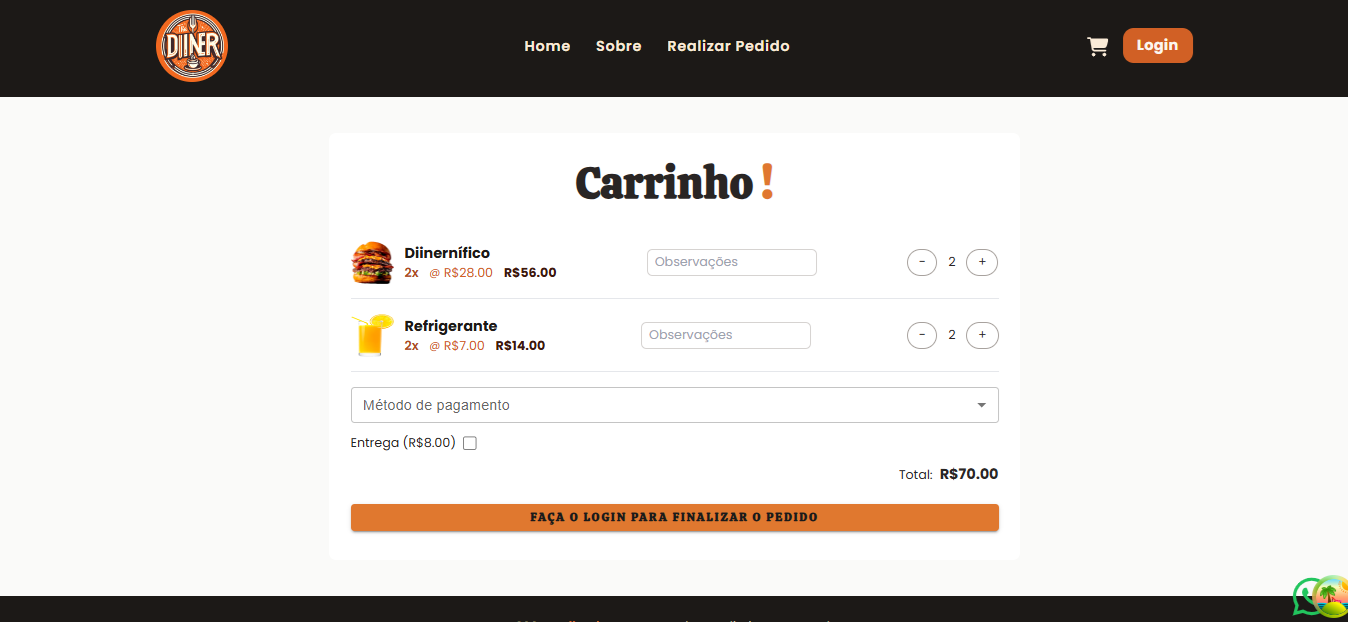 DIINER
Home Sobre Realizar Pedido
Login
Carrinho!
Diinernífico
2x @ R$28.00 R$56.00
Observações
- 2 +
Refrigerante
2x @ R$7.00 R$14.00
Observações
- 2 +
Método de pagamento
Entrega (R$8.00)
Total: R$70.00
FAÇA O LOGIN PARA FINALIZAR O PEDIDO